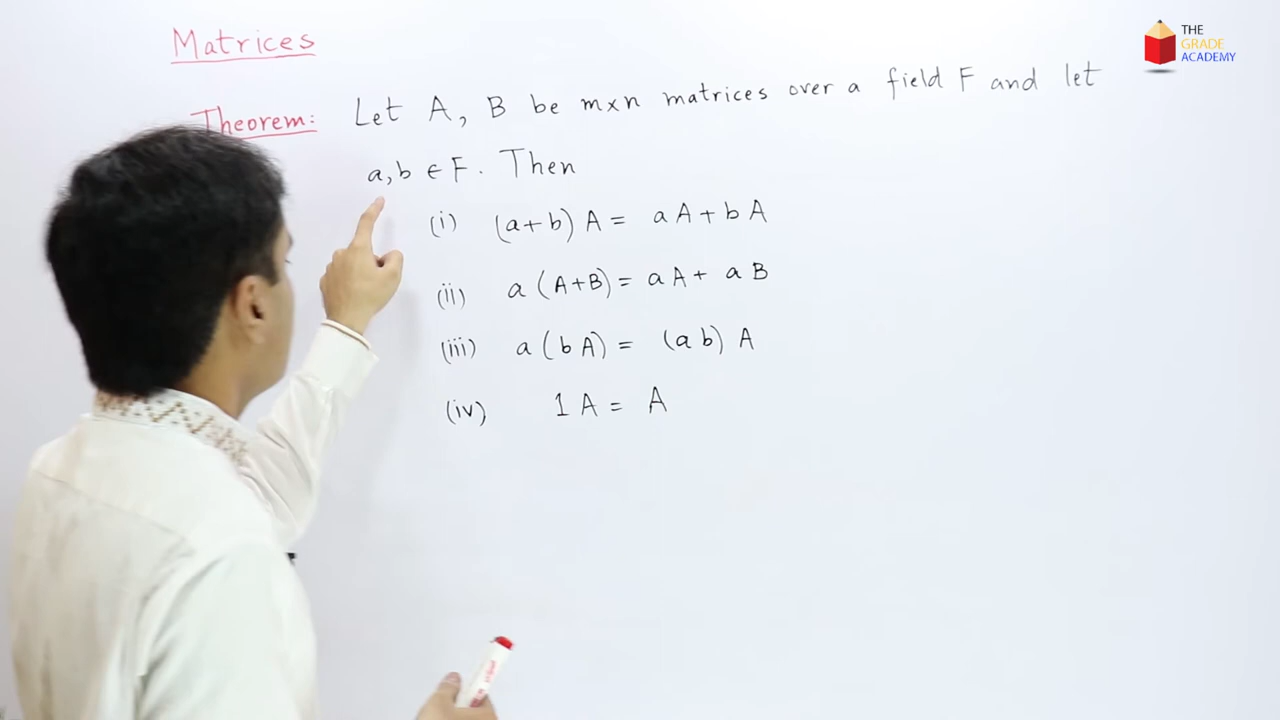 Matrices
THE
GRADE
ACADEMY
Theorem: Let A, B be m×n matrices over a field F and let
a, b ∈ F. Then
(i) (a+b) A = aA + bA
(ii) a (A+B) = aA + aB
(iii) a (bA) = (ab) A
(iv) 1A = A